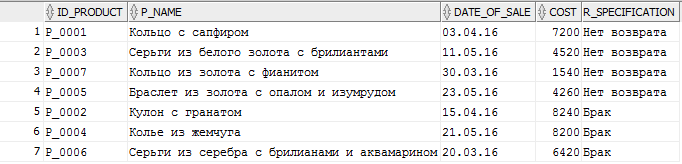 ID_PRODUCT P_NAME DATE_OF_SALE COST R_SPECIFICATION
1 P_0001 Кольцо с сапфиром 03.04.16 7200 Нет возврата
2 P_0003 Серьги из белого золота с брилиантами 11.05.16 4520 Нет возврата
3 P_0007 Кольцо из золота с фианитом 30.03.16 1540 Нет возврата
4 P_0005 Браслет из золота с опалом и изумрудом 23.05.16 4260 Нет возврата
5 P_0002 Кулон с гранатом 15.04.16 8240 Брак
6 P_0004 Колье из жемчуга 21.05.16 8200 Брак
7 P_0006 Серьги из серебра с брилианами и аквамарином 20.03.16 6420 Брак